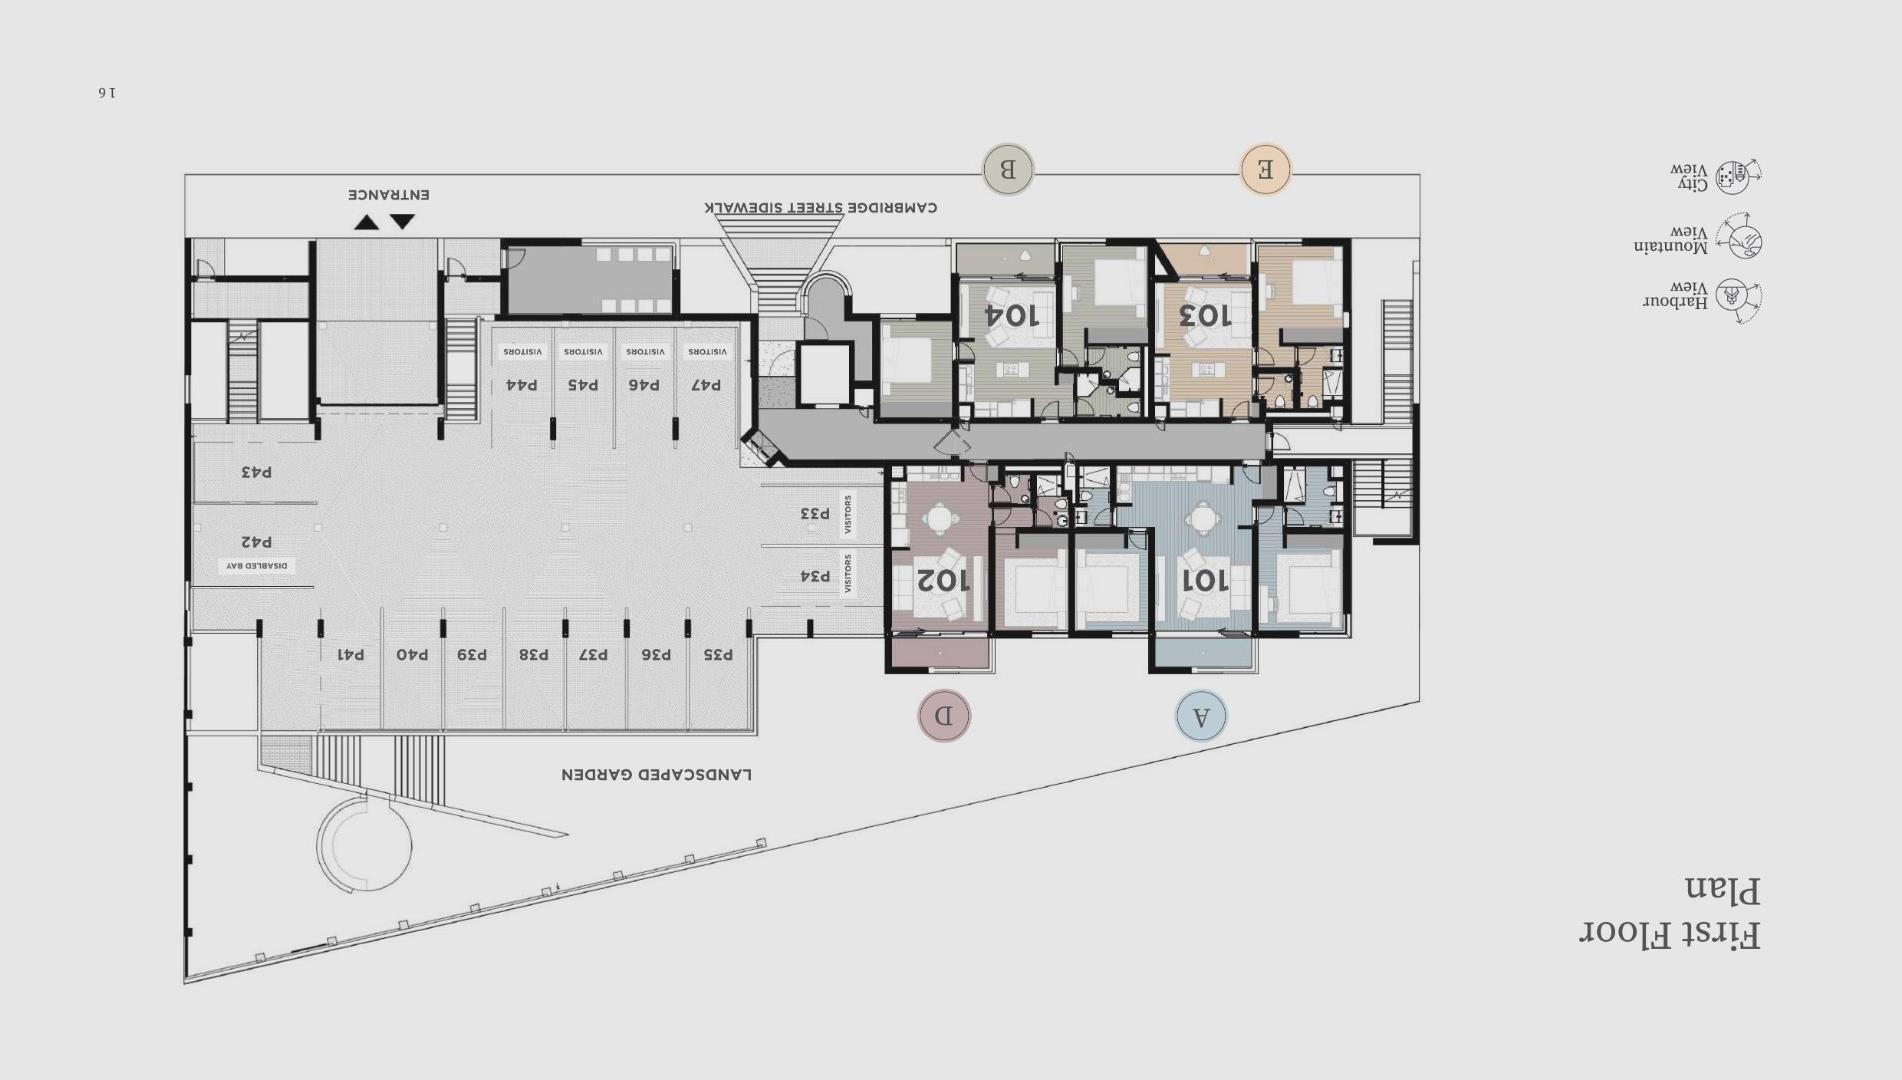 First Floor
Plan
LANDSCAPED GARDEN
A
D
P35
P36
P37
P38
P39
P40
P41
101
102
P34
VISITORS
DISABLED BAY
P42
P33
VISITORS
P43
P47
VISITORS
P46
VISITORS
P45
VISITORS
P44
VISITORS
103
104
Harbour
View
Mountain
View
City
View
CAMBRIDGE STREET SIDEWALK
ENTRANCE
E
B
16